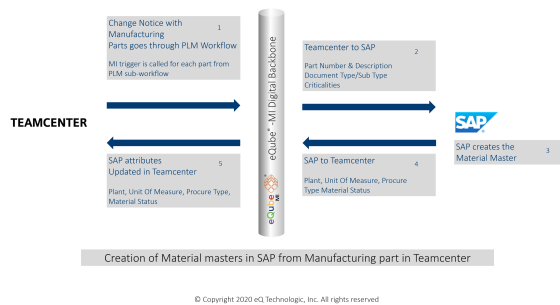 Change Notice with
Manufacturing
Parts goes through PLM Workflow
1
MI trigger is called for each part from
PLM sub-workflow
Teamcenter to SAP
2
Part Number & Description
Document Type/Sub Type
Criticalities
TEAMCENTER
eQube®-MI Digital Backbone
SAP
SAP creates the
Material Master
3
SAP to Teamcenter
4
Plant, Unit Of Measure, Procure
Type Material Status
SAP attributes
Updated in Teamcenter
5
Plant, Unit Of Measure, Procure Type,
Material Status
eQube MI
Creation of Material masters in SAP from Manufacturing part in Teamcenter
© Copyright 2020 eQ Technologic, Inc. All rights reserved